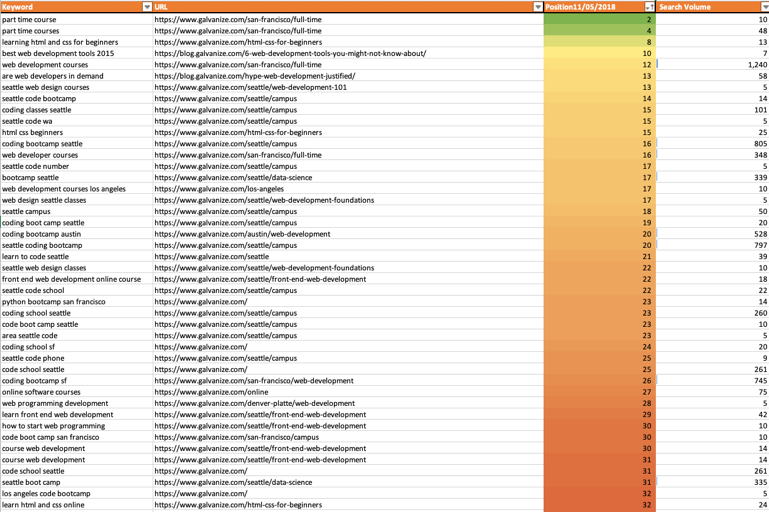 Keyword URL Position11/05/2018 Search Volume
part time course https://www.galvanize.com/san-francisco/full-time 2 10
part time courses https://www.galvanize.com/san-francisco/full-time 4 48
learning html and css for beginners https://www.galvanize.com/html-css-for-beginners 8 13
best web development tools 2015 https://blog.galvanize.com/6-web-development-tools-you-might-not-know-about/ 10 7
web development courses https://www.galvanize.com/san-francisco/full-time 12 1,240
are web developers in demand https://blog.galvanize.com/hype-web-development-justified/ 13 58
seattle web design courses https://www.galvanize.com/seattle/web-development-101 13 5
seattle code bootcamp https://www.galvanize.com/seattle/campus 14 14
coding classes seattle https://www.galvanize.com/seattle/campus 15 101
seattle code wa https://www.galvanize.com/seattle/campus 15 5
html css beginners https://www.galvanize.com/html-css-for-beginners 15 25
coding bootcamp seattle https://www.galvanize.com/seattle/campus 16 805
web developer courses https://www.galvanize.com/san-francisco/full-time 16 348
seattle code number https://www.galvanize.com/seattle/campus 17 5
bootcamp seattle https://www.galvanize.com/seattle/data-science 17 339
web development courses los angeles https://www.galvanize.com/los-angeles 17 10
web design seattle classes https://www.galvanize.com/seattle/web-development-foundations 17 5
seattle campus https://www.galvanize.com/seattle/campus 18 50
coding boot camp seattle https://www.galvanize.com/seattle/campus 19 20
coding bootcamp austin https://www.galvanize.com/austin/web-development 20 528
seattle coding bootcamp https://www.galvanize.com/seattle/campus 20 797
learn to code seattle https://www.galvanize.com/seattle 21 39
seattle web design classes https://www.galvanize.com/seattle/web-development-foundations 22 10
front end web development online course https://www.galvanize.com/seattle/front-end-web-development 22 18
seattle code school https://www.galvanize.com/seattle/campus 22 22
python bootcamp san francisco https://www.galvanize.com/ 23 14
coding school seattle https://www.galvanize.com/seattle/campus 23 260
code boot camp seattle https://www.galvanize.com/seattle/campus 23 10
area seattle code https://www.galvanize.com/seattle/campus 23 5
coding school sf https://www.galvanize.com/ 24 20
seattle code phone https://www.galvanize.com/seattle/campus 25 9
code school seattle https://www.galvanize.com/ 25 261
coding bootcamp sf https://www.galvanize.com/san-francisco/web-development 26 745
online software courses https://www.galvanize.com/online 27 75
web programming development https://www.galvanize.com/denver-platte/web-development 28 5
learn front end web development https://www.galvanize.com/seattle/front-end-web-development 29 42
how to start web programming https://www.galvanize.com/seattle/front-end-web-development 30 10
code boot camp san francisco https://www.galvanize.com/san-francisco/campus 30 10
course web development https://www.galvanize.com/seattle/front-end-web-development 30 14
course web development https://www.galvanize.com/seattle/front-end-web-development 31 14
code school seattle https://www.galvanize.com/ 31 261
seattle boot camp https://www.galvanize.com/seattle/data-science 31 335
los angeles code bootcamp https://www.galvanize.com/ 32 5
learn html and css online https://www.galvanize.com/html-css-for-beginners 32 24